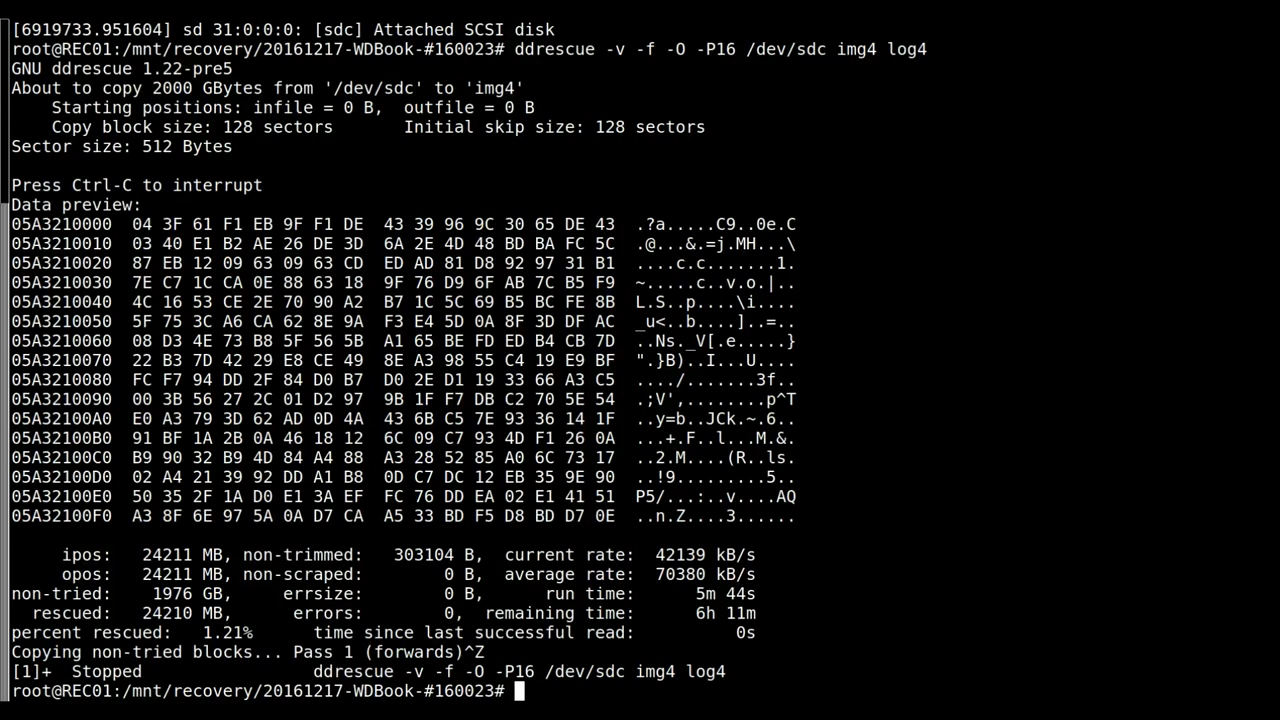 [6919733.951604] sd 31:0:0:0: [sdc] Attached SCSI disk
root@REC01:/mnt/recovery/20161217-WDBook-#160023# ddrescue -v -f -O -P16 /dev/sdc img4 log4
GNU ddrescue 1.22-pre5
About to copy 2000 GBytes from '/dev/sdc' to 'img4'
    Starting positions: infile = 0 B,  outfile = 0 B
    Copy block size: 128 sectors       Initial skip size: 128 sectors
Sector size: 512 Bytes

Press Ctrl-C to interrupt
Data preview:
05A3210000  04 3F 61 F1 EB 9F F1 DE  43 39 96 9C 30 65 DE 43  .?a.....C9..0e.C
05A3210010  03 40 E1 B2 AE 26 DE 3D  6A 2E 4D 48 BD BA FC 5C  .@...&.=j.MH...\
05A3210020  87 EB 12 09 63 09 63 CD  ED AD 81 D8 92 97 31 B1  ....c.c.......1.
05A3210030  7E C7 1C CA 0E 88 63 18  9F 76 D9 6F AB 7C B5 F9  ~.....c..v.o.|..
05A3210040  4C 16 53 CE 2E 70 90 A2  B7 1C 5C 69 B5 BC FE 8B  L.S..p....\i....
05A3210050  5F 75 3C A6 CA 62 8E 9A  F3 E4 5D 0A 8F 3D DF AC  _u<..b....]..=..
05A3210060  08 D3 4E 73 B8 5F 56 5B  A1 65 BE FD ED B4 CB 7D  ..Ns._V[.e.....}
05A3210070  22 B3 7D 42 29 E8 CE 49  8E A3 98 55 C4 19 E9 BF  ".}B)..I...U....
05A3210080  FC F7 94 DD 2F 84 D0 B7  D0 2E D1 19 33 66 A3 C5  ..../.......3f..
05A3210090  00 3B 56 27 2C 01 D2 97  9B 1F F7 DB C2 70 5E 54  .;V',........p^T
05A32100A0  E0 A3 79 3D 62 AD 0D 4A  43 6B C5 7E 93 36 14 1F  ..y=b..JCk.~.6..
05A32100B0  91 BF 1A 2B 0A 46 18 12  6C 09 C7 93 4D F1 26 0A  ...+.F..l...M.&.
05A32100C0  B9 90 32 B9 4D 84 A4 88  A3 28 52 85 A0 6C 73 17  ..2.M....(R..ls.
05A32100D0  02 A4 21 39 92 DD A1 B8  0D C7 DC 12 EB 35 9E 90  ..!9.........5..
05A32100E0  50 35 2F 1A D0 E1 3A EF  FC 76 DD EA 02 E1 41 51  P5/...:..v....AQ
05A32100F0  A3 8F 6E 97 5A 0A D7 CA  A5 33 BD F5 D8 BD D7 0E  ..n.Z....3......

     ipos:   24211 MB, non-trimmed:   303104 B,  current rate:  42139 kB/s
     opos:   24211 MB, non-scraped:        0 B,  average rate:  70380 kB/s
non-tried:    1976 GB,     errsize:        0 B,      run time:      5m  44s
  rescued:   24210 MB,      errors:        0,  remaining time:      6h 11m
percent rescued:   1.21%      time since last successful read:          0s
Copying non-tried blocks... Pass 1 (forwards)^Z
[1]+  Stopped                 ddrescue -v -f -O -P16 /dev/sdc img4 log4
root@REC01:/mnt/recovery/20161217-WDBook-#160023#